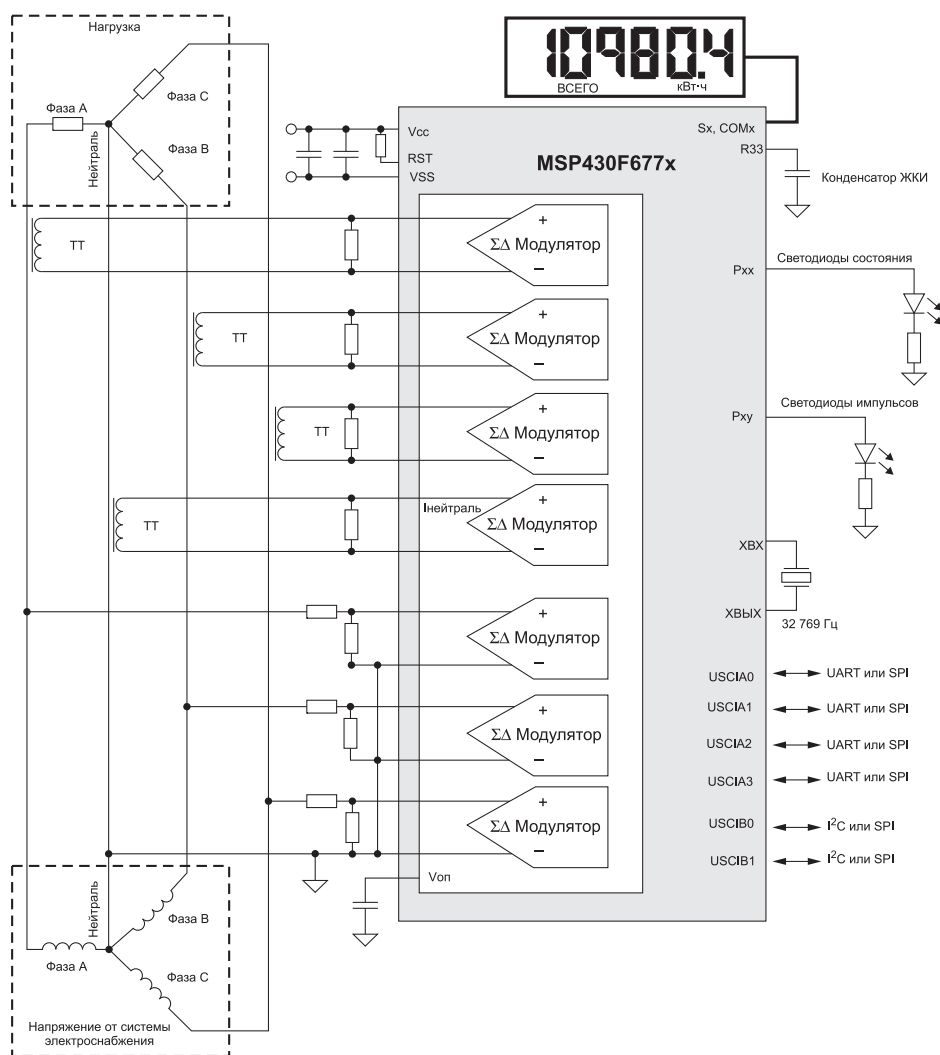 Нагрузка
Фаза A
Нейтраль
Фаза C
Фаза B
10980.4
ВСЕГО
кВт·ч
Vcc
RST
VSS
MSP430F677x
Sx, COMx
R33
Конденсатор ЖКИ
ТТ
+
ΣΔ Модулятор
−
Pxx
Светодиоды состояния
ТТ
+
ΣΔ Модулятор
−
ТТ
+
ΣΔ Модулятор
−
Pxy
Светодиоды импульсов
ТТ
Iнейтраль
+
ΣΔ Модулятор
−
XВХ
XВЫХ
32 769 Гц
+
ΣΔ Модулятор
−
+
ΣΔ Модулятор
−
+
ΣΔ Модулятор
−
Vоп
USCIA0
UART или SPI
USCIA1
UART или SPI
USCIA2
UART или SPI
USCIA3
UART или SPI
USCIB0
I²C или SPI
USCIB1
I²C или SPI
Нейтраль
Фаза B
Фаза A
Фаза C
Напряжение от системы
электроснабжения